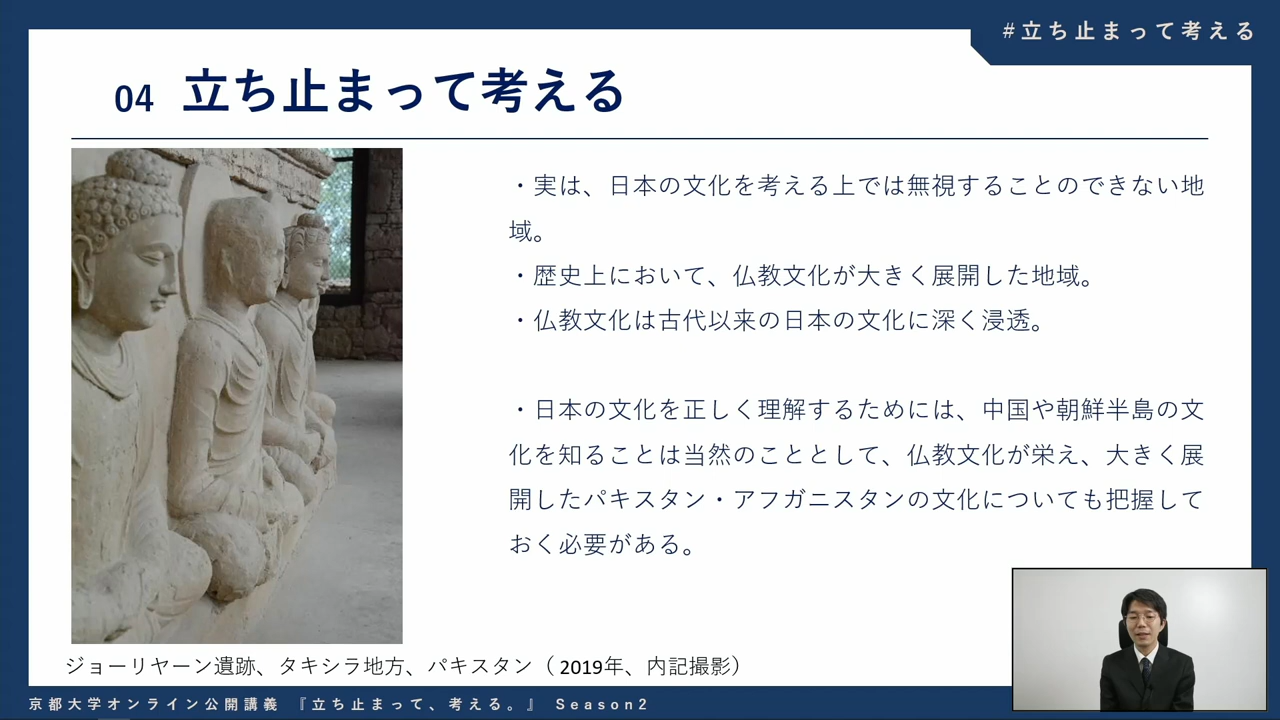 #立ち止まって考える
04 立ち止まって考える
・実は、日本の文化を考える上では無視することのできない地
域。
・歴史上において、仏教文化が大きく展開した地域。
・仏教文化は古代以来の日本の文化に深く浸透。
・日本の文化を正しく理解するためには、中国や朝鮮半島の文
化を知ることは当然のこととして、仏教文化が栄え、大きく展
開したパキスタン・アフガニスタンの文化についても把握して
おく必要がある。
ジョーリヤーン遺跡、タキシラ地方、パキスタン（2019年、内記撮影）
京都大学オンライン公開講義 『立ち止まって、考える。』 Season2